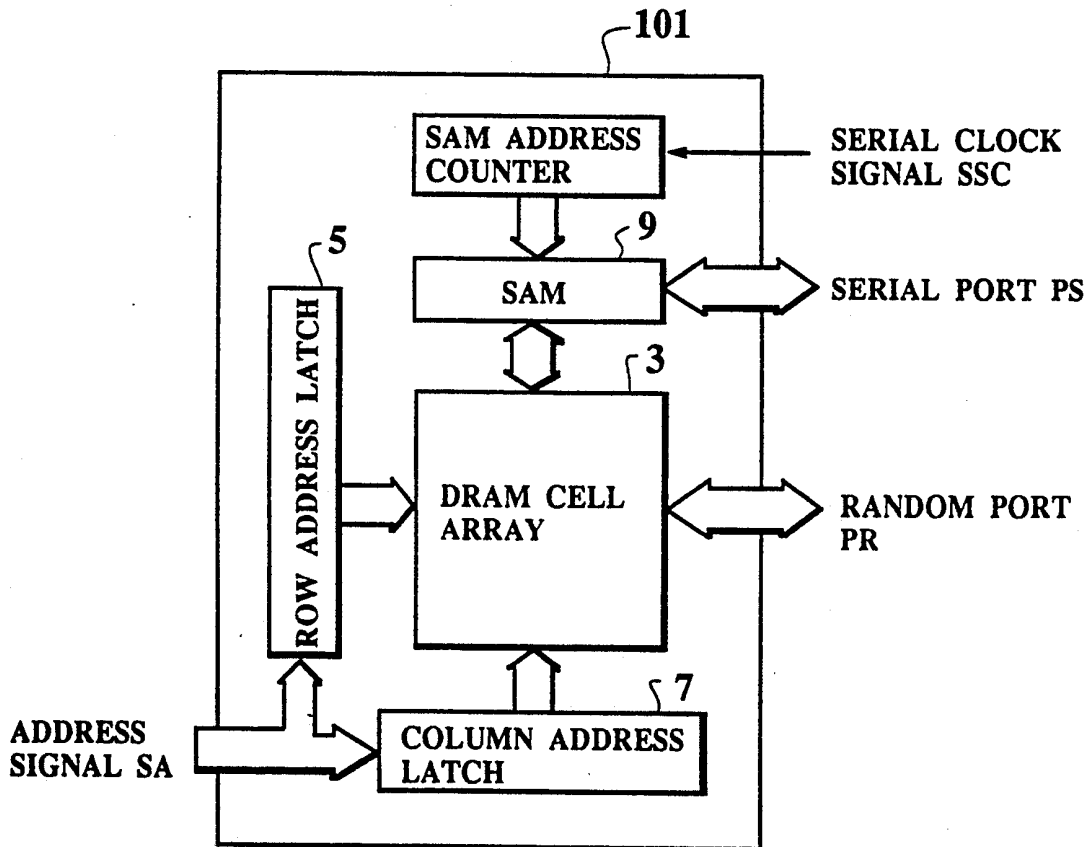 101
SAM ADDRESS
COUNTER
SERIAL CLOCK
SIGNAL SSC
9
SAM
SERIAL PORT PS
5
ROW ADDRESS LATCH
3
DRAM CELL
ARRAY
RANDOM PORT
PR
7
COLUMN ADDRESS
LATCH
ADDRESS
SIGNAL SA